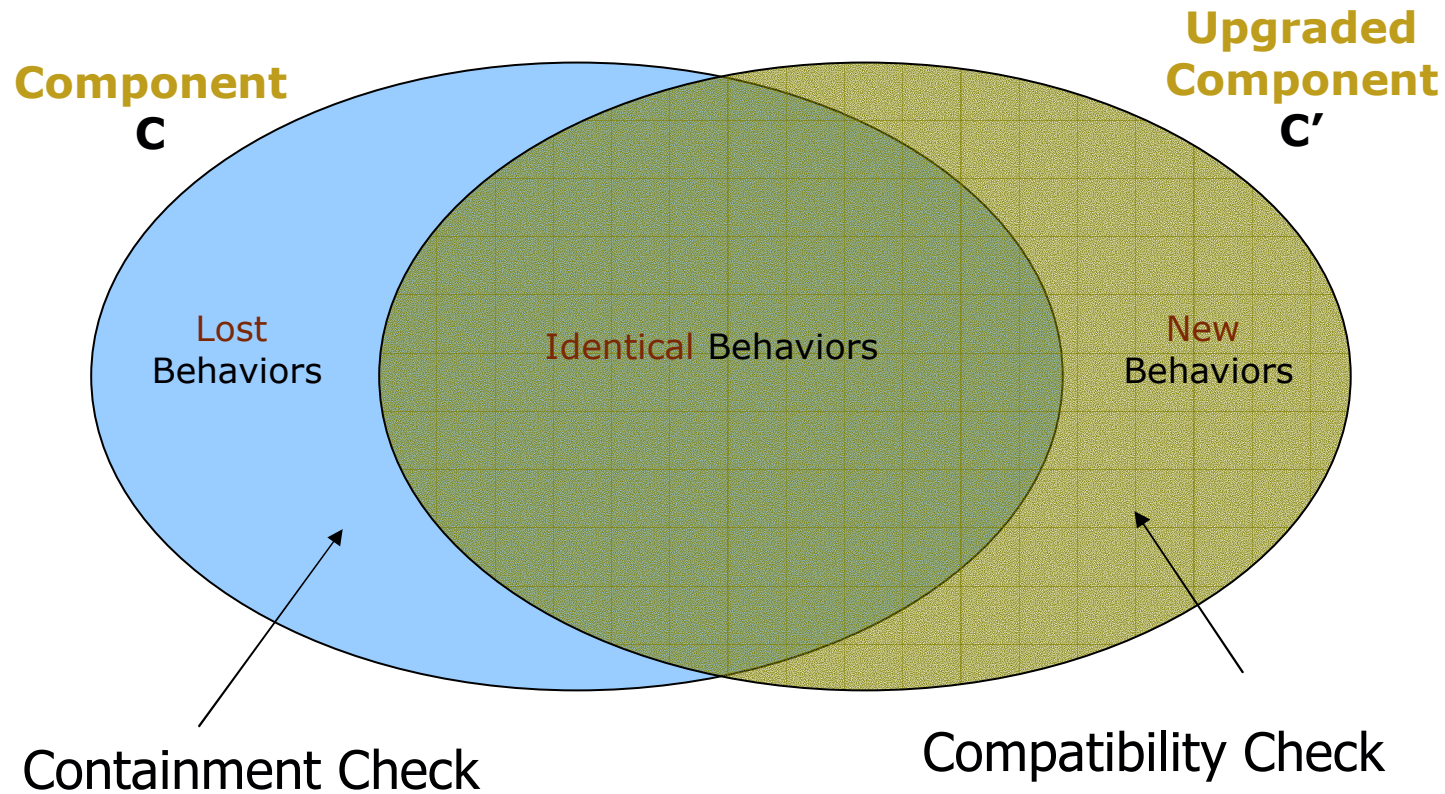 Component
C
Upgraded
Component
C′
Lost
Behaviors
Identical Behaviors
New
Behaviors
Containment Check
Compatibility Check